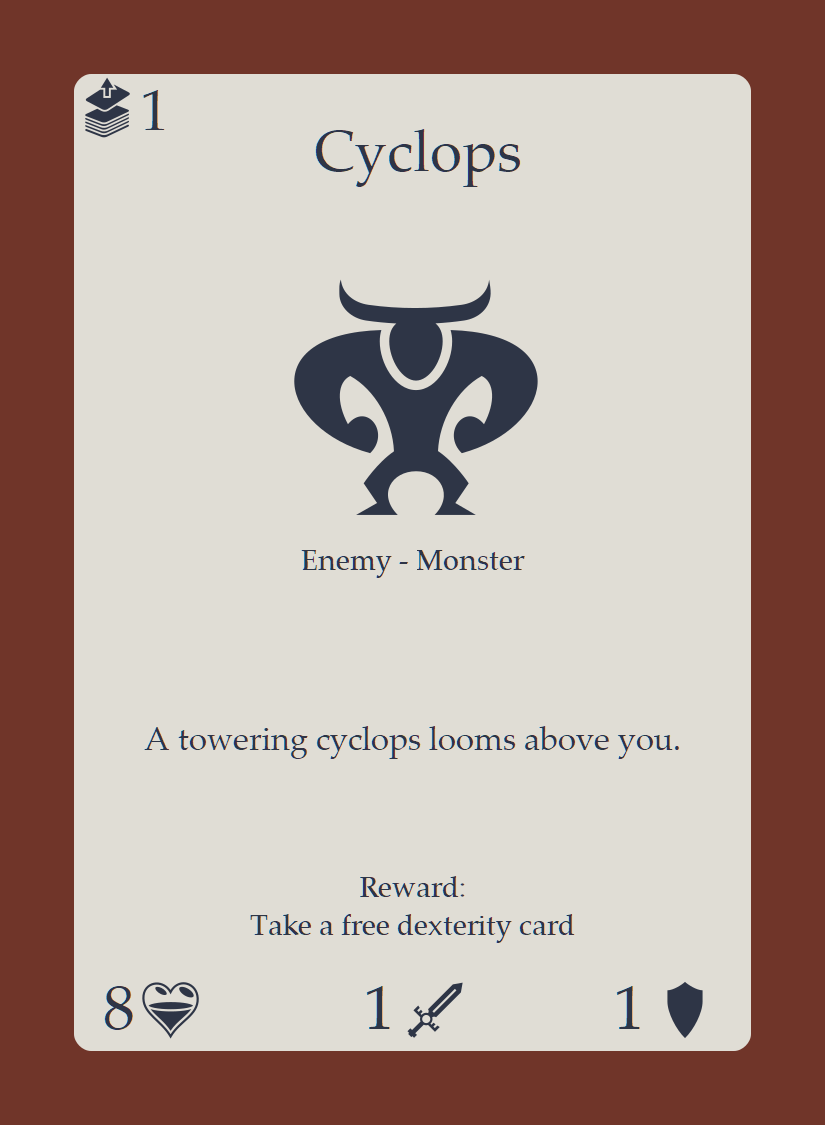 1
Cyclops
Enemy - Monster
A towering cyclops looms above you.
Reward:
Take a free dexterity card
8 1 1